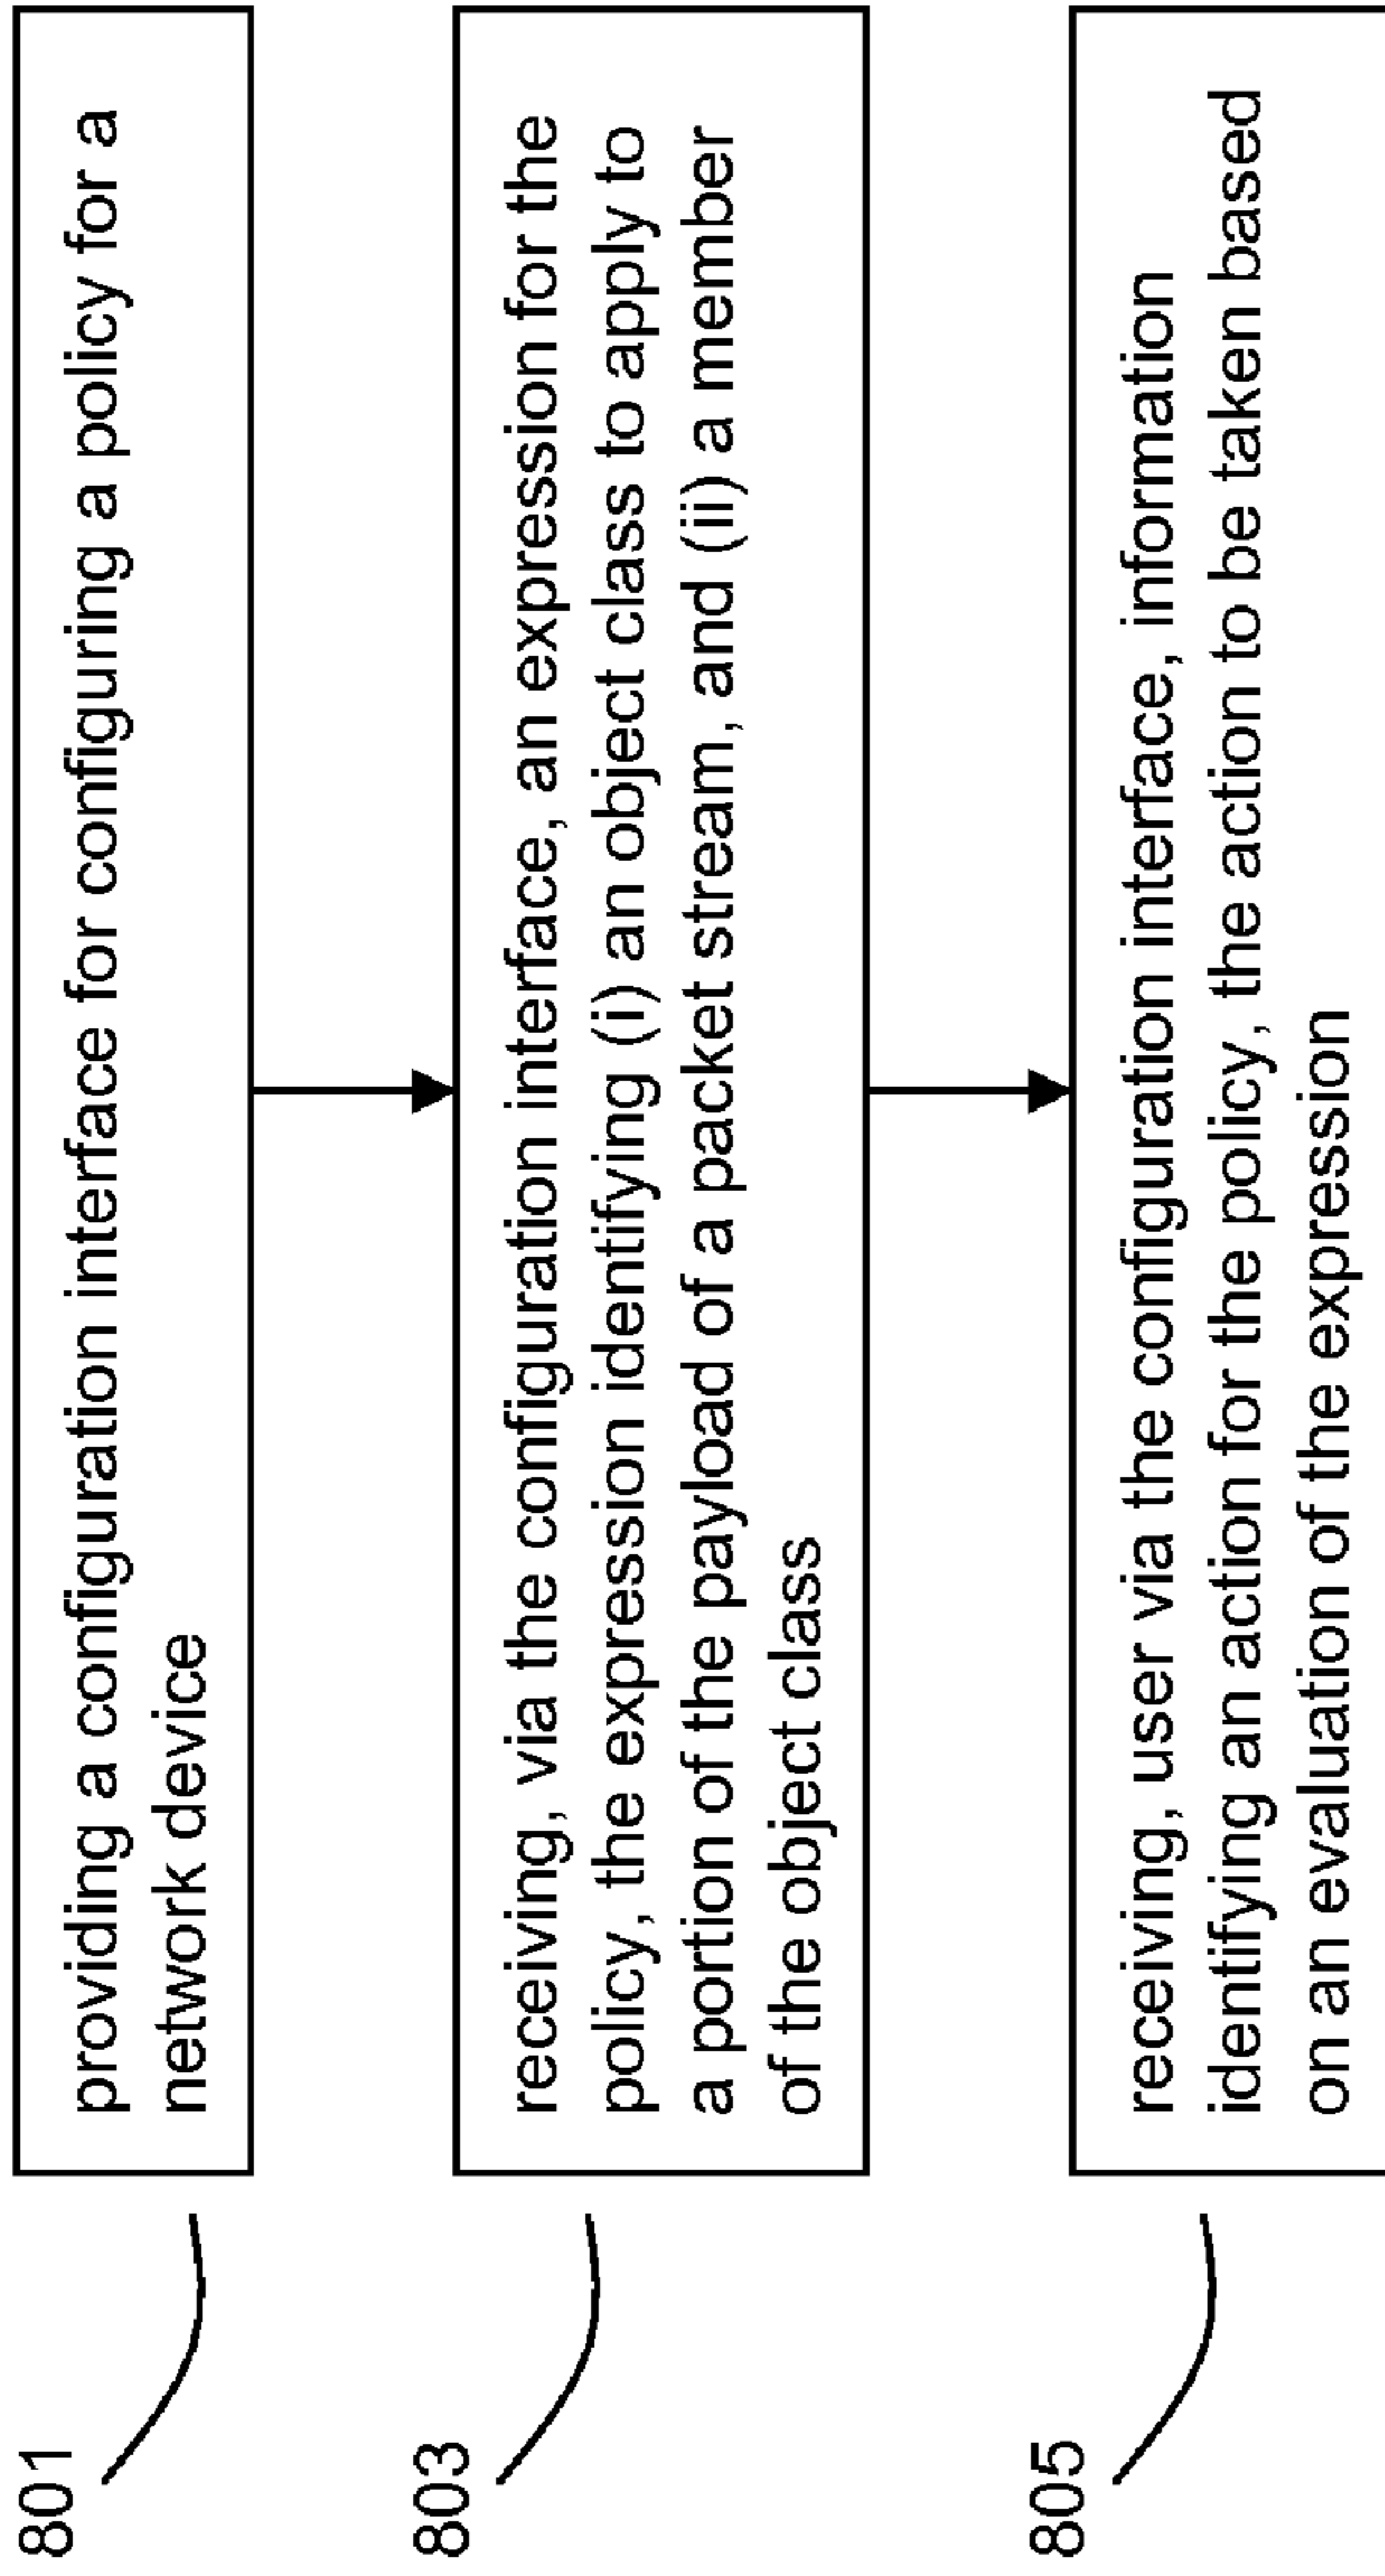 801
providing a configuration interface for configuring a policy for a
network device
803
receiving, via the configuration interface, an expression for the
policy, the expression identifying (i) an object class to apply to
a portion of the payload of a packet stream, and (ii) a member
of the object class
805
receiving, user via the configuration interface, information
identifying an action for the policy, the action to be taken based
on an evaluation of the expression